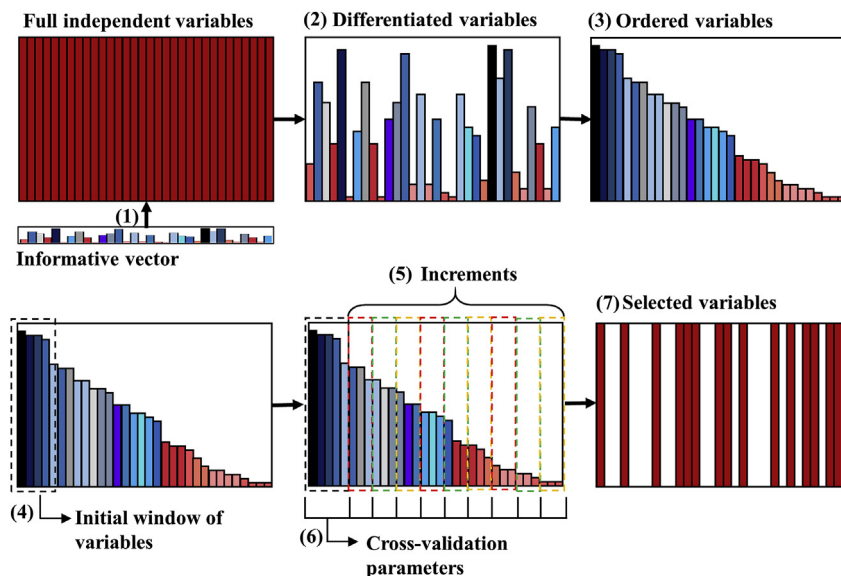 Full independent variables
(2) Differentiated variables
(3) Ordered variables
(1)
Informative vector
(5) Increments
(7) Selected variables
(4)
Initial window of
variables
(6)
Cross-validation
parameters